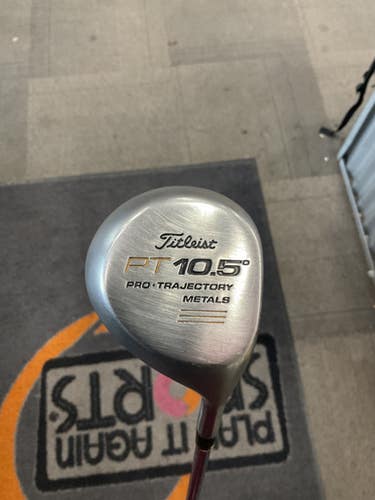 Titleist
PT 10.5°
PRO•TRAJECTORY
METALS
PLAY IT AGAIN
SPORTS